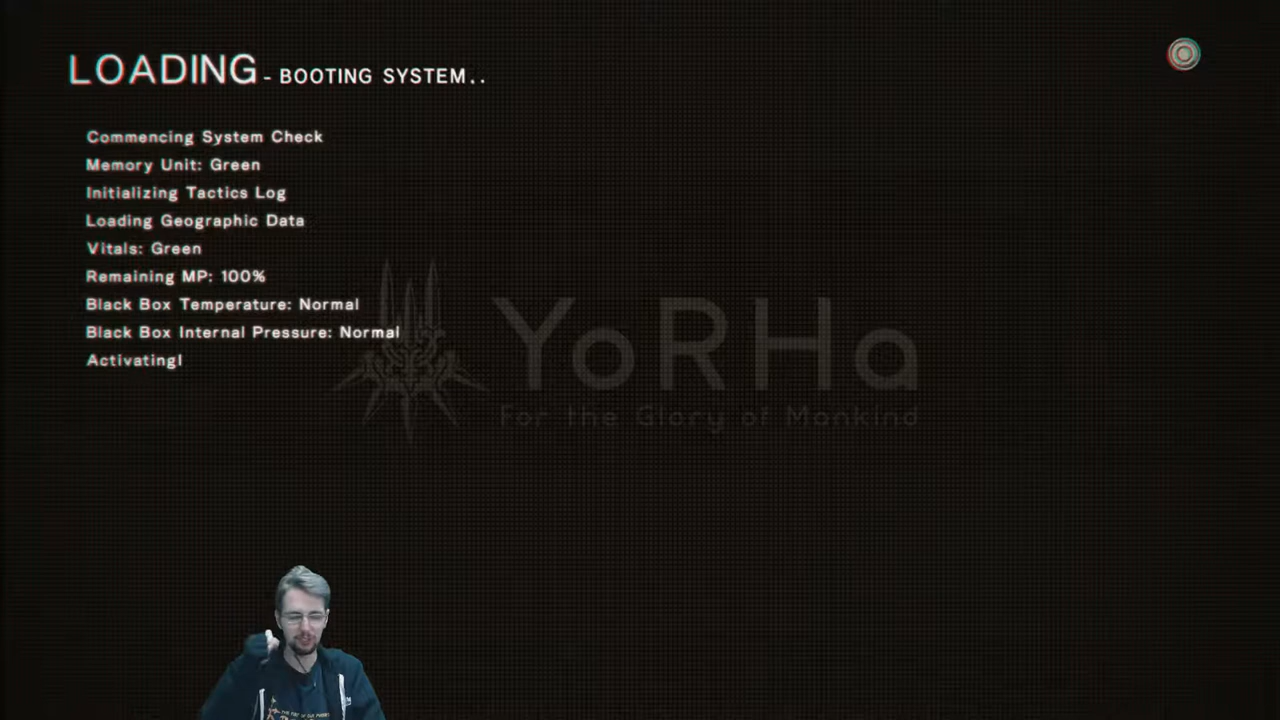 LOADING - BOOTING SYSTEM..
Commencing System Check
Memory Unit: Green
Initializing Tactics Log
Loading Geographic Data
Vitals: Green
Remaining MP: 100%
Black Box Temperature: Normal
Black Box Internal Pressure: Normal
Activating!
YoRHa
For the Glory of Mankind